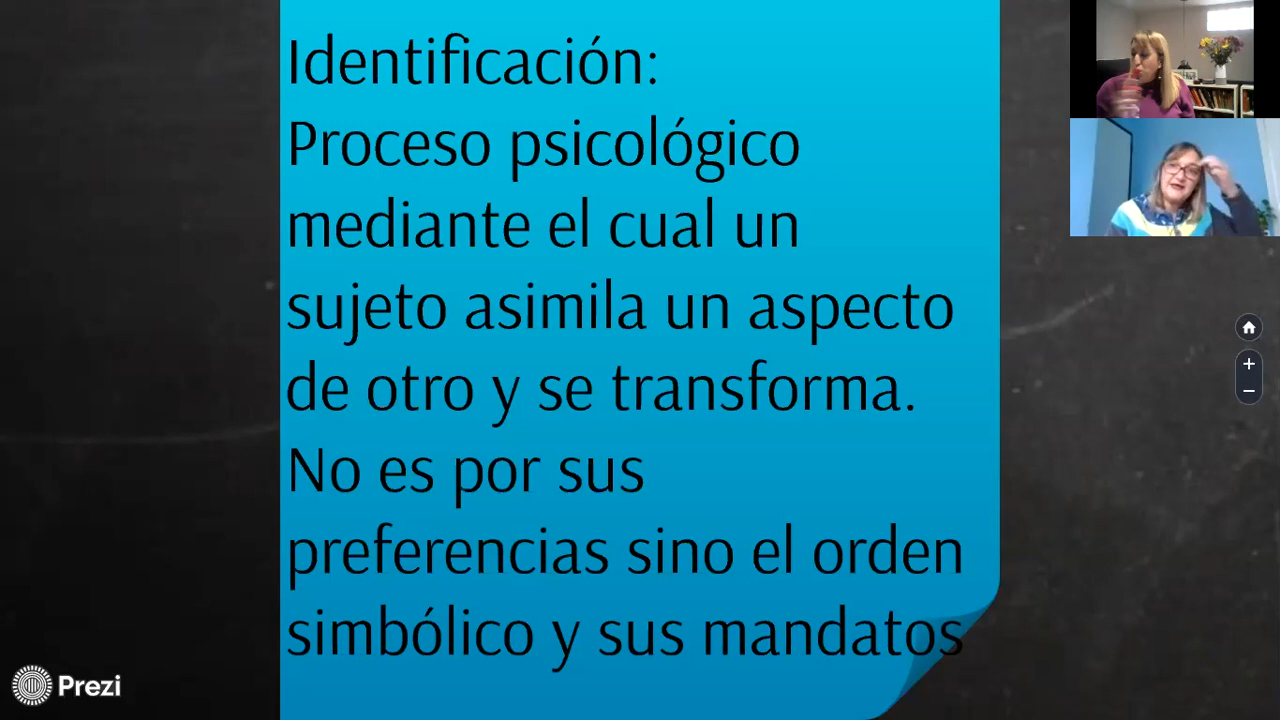 Identificación:
Proceso psicológico
mediante el cual un
sujeto asimila un aspecto
de otro y se transforma.
No es por sus
preferencias sino el orden
simbólico y sus mandatos
Prezi